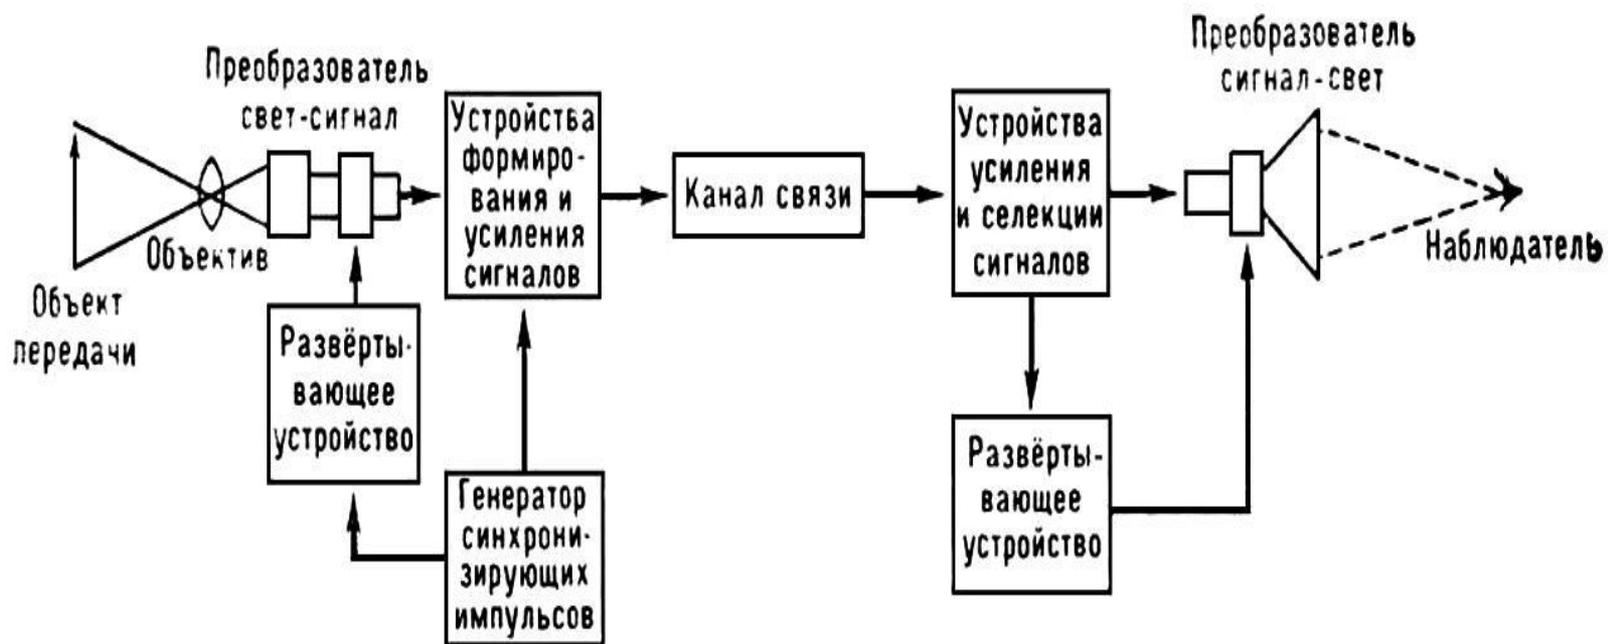 Преобразователь
свет-сигнал
Объект
передачи
Объектив
Развёрты-
вающее
устройство
Устройства
формиро-
вания и
усиления
сигналов
Генератор
синхрони-
зирующих
импульсов
Канал связи
Устройства
усиления
и селекции
сигналов
Развёрты-
вающее
устройство
Преобразователь
сигнал-свет
Наблюдатель